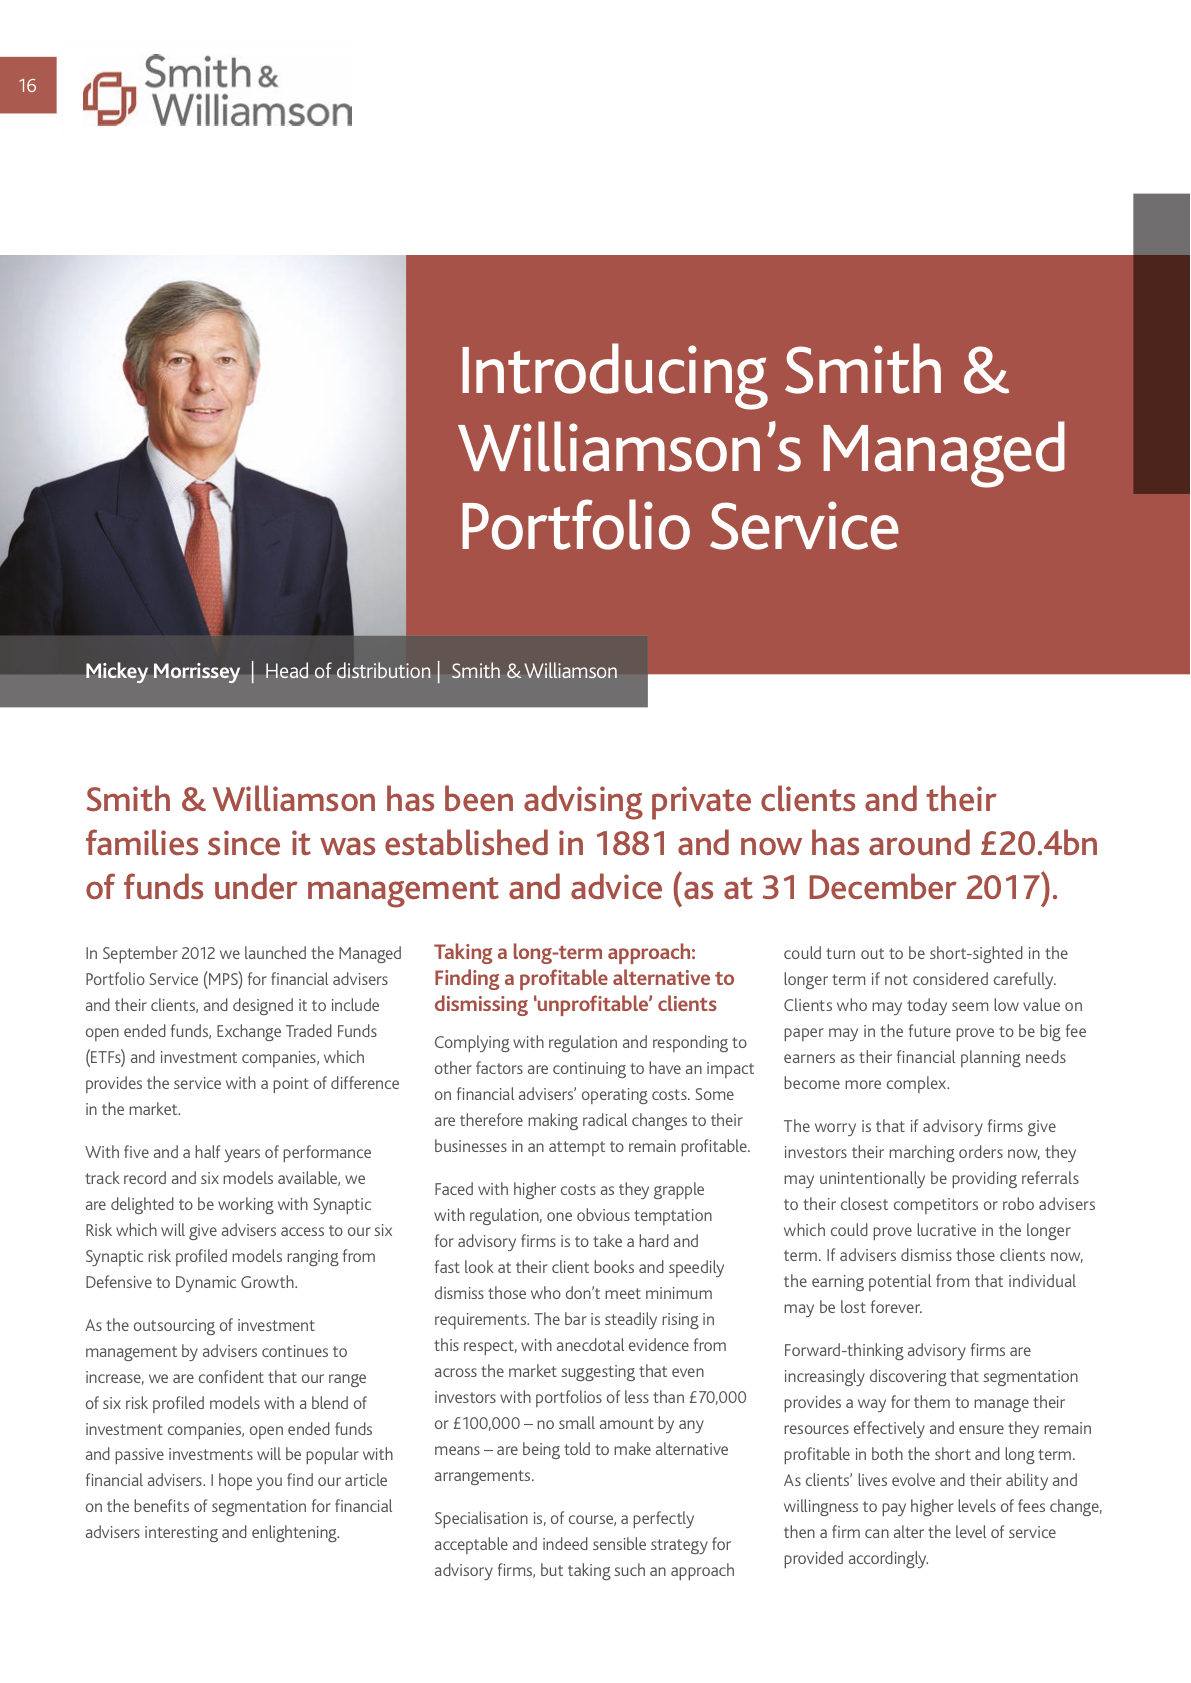 16
Smith &
Williamson
Introducing Smith &
Williamson’s Managed
Portfolio Service
Mickey Morrissey | Head of distribution | Smith & Williamson
Smith & Williamson has been advising private clients and their
families since it was established in 1881 and now has around £20.4bn
of funds under management and advice (as at 31 December 2017).
In September 2012 we launched the Managed
Portfolio Service (MPS) for financial advisers
and their clients, and designed it to include
open ended funds, Exchange Traded Funds
(ETFs) and investment companies, which
provides the service with a point of difference
in the market.
With five and a half years of performance
track record and six models available, we
are delighted to be working with Synaptic
Risk which will give advisers access to our six
Synaptic risk profiled models ranging from
Defensive to Dynamic Growth.
As the outsourcing of investment
management by advisers continues to
increase, we are confident that our range
of six risk profiled models with a blend of
investment companies, open ended funds
and passive investments will be popular with
financial advisers. I hope you find our article
on the benefits of segmentation for financial
advisers interesting and enlightening.
Taking a long-term approach:
Finding a profitable alternative to
dismissing ‘unprofitable’ clients
Complying with regulation and responding to
other factors are continuing to have an impact
on financial advisers’ operating costs. Some
are therefore making radical changes to their
businesses in an attempt to remain profitable.
Faced with higher costs as they grapple
with regulation, one obvious temptation
for advisory firms is to take a hard and
fast look at their client books and speedily
dismiss those who don’t meet minimum
requirements. The bar is steadily rising in
this respect, with anecdotal evidence from
across the market suggesting that even
investors with portfolios of less than £70,000
or £100,000 – no small amount by any
means – are being told to make alternative
arrangements.
Specialisation is, of course, a perfectly
acceptable and indeed sensible strategy for
advisory firms, but taking such an approach
could turn out to be short-sighted in the
longer term if not considered carefully.
Clients who may today seem low value on
paper may in the future prove to be big fee
earners as their financial planning needs
become more complex.
The worry is that if advisory firms give
investors their marching orders now, they
may unintentionally be providing referrals
to their closest competitors or robo advisers
which could prove lucrative in the longer
term. If advisers dismiss those clients now,
the earning potential from that individual
may be lost forever.
Forward-thinking advisory firms are
increasingly discovering that segmentation
provides a way for them to manage their
resources effectively and ensure they remain
profitable in both the short and long term.
As clients’ lives evolve and their ability and
willingness to pay higher levels of fees change,
then a firm can alter the level of service
provided accordingly.